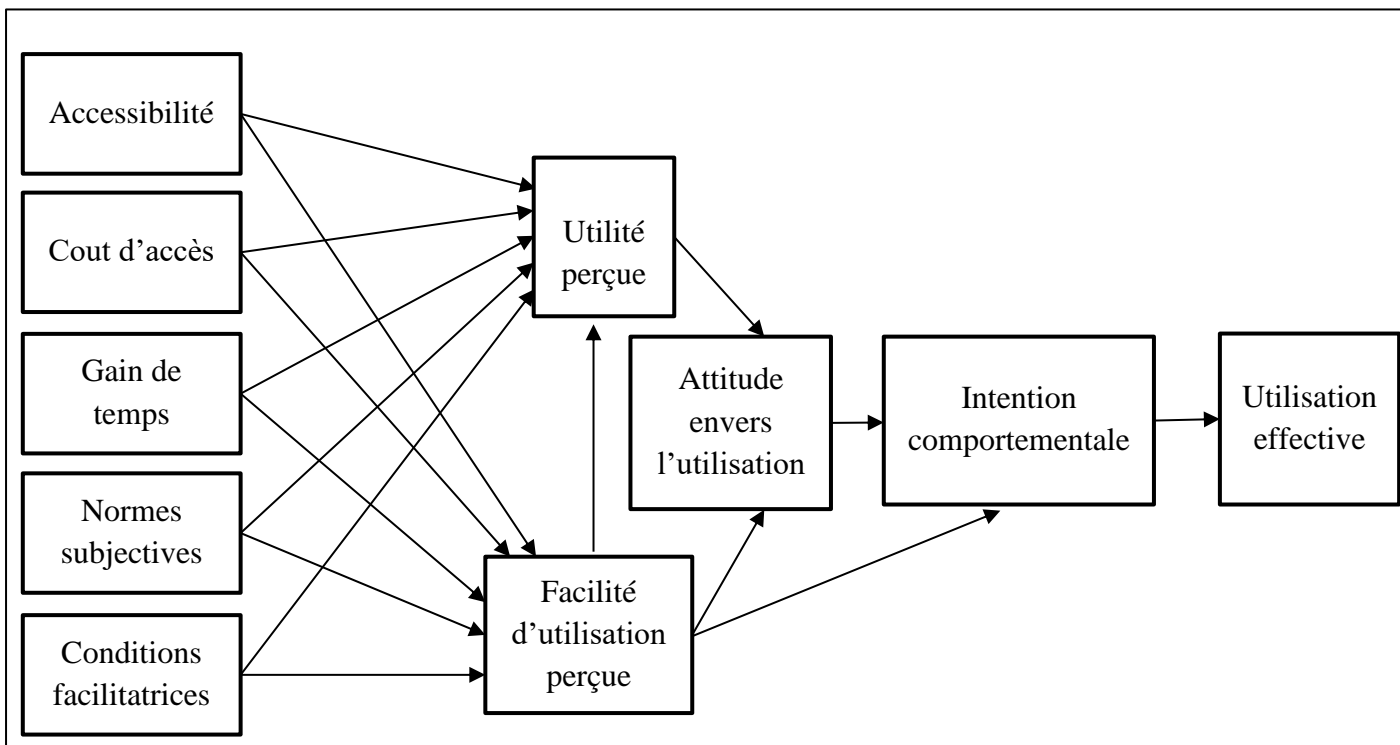 Accessibilité
Cout d’accès
Gain de
temps
Normes
subjectives
Conditions
facilitatrices
Utilité
perçue
Facilité
d’utilisation
perçue
Attitude
envers
l’utilisation
Intention
comportementale
Utilisation
effective